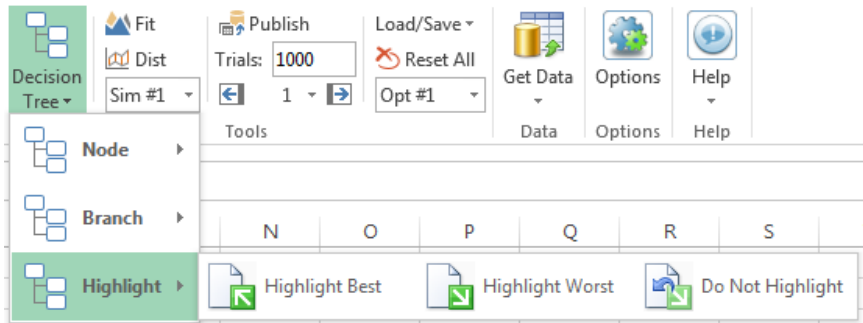 Fit
Publish
Load/Save
Dist
Trials: 1000
Reset All
Decision Tree
Sim #1
1
Opt #1
Get Data
Options
Help
Tools
Data
Options
Help
Node
Branch
N O P Q R S
Highlight
Highlight Best
Highlight Worst
Do Not Highlight